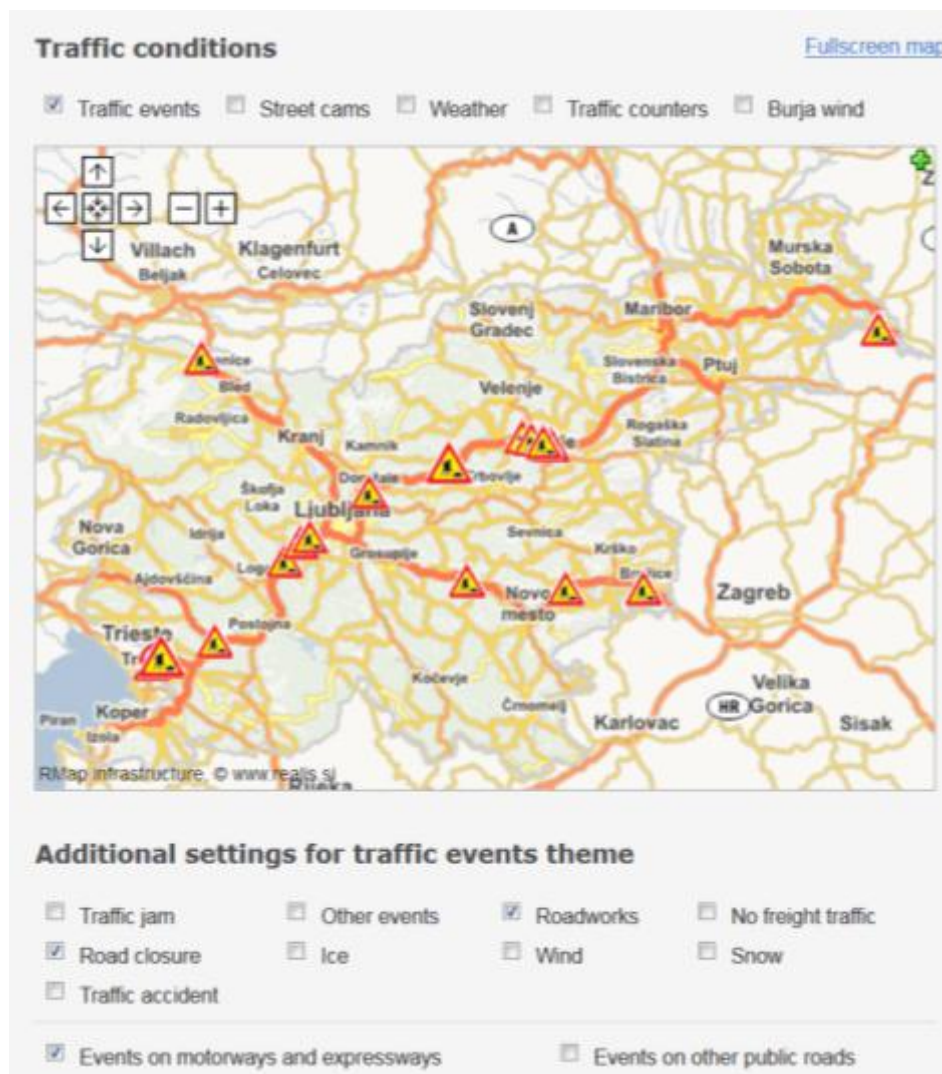 Traffic conditions
Fullscreen map
Traffic events Street cams Weather Traffic counters Burja wind
A
Villach
Beljak
Klagenfurt
Celovec
Murska
Sobota
Slovenj
Gradec
Maribor
Slovenska
Bistrica
Ptuj
Bled
Velenje
Radovljica
Kranj
Kamnik
Rogaška
Slatina
Škofja
Loka
Ljubljana
Nova
Gorica
Idrija
Sevnica
Krško
Grosuplje
Ajdovščina
Novo
mesto
Zagreb
Postojna
Trieste
Kočevje
Črnomelj
Velika
Gorica
HR
Koper
Piran
Izola
Karlovac
Sisak
RMap infrastructure, © www.realis.si
Rijeka
Additional settings for traffic events theme
Traffic jam Other events Roadworks No freight traffic
Road closure Ice Wind Snow
Traffic accident
Events on motorways and expressways Events on other public roads